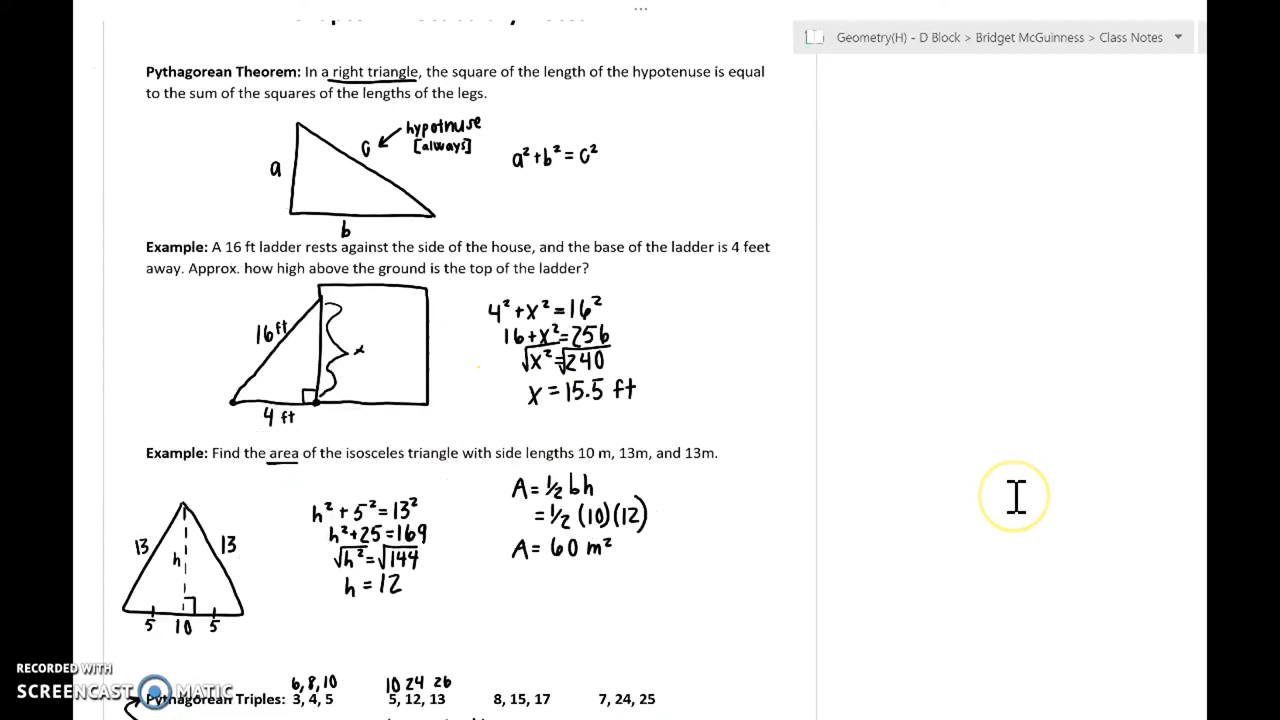 Geometry(H) - D Block > Bridget McGuinness > Class Notes
Pythagorean Theorem: In a right triangle, the square of the length of the hypotenuse is equal
to the sum of the squares of the lengths of the legs.
hypotnuse
[always]
c
a
b
a² + b² = c²
Example: A 16 ft ladder rests against the side of the house, and the base of the ladder is 4 feet
away. Approx. how high above the ground is the top of the ladder?
16 ft
x
4 ft
4² + x² = 16²
16 + x² = 256
√x² = √240
x = 15.5 ft
Example: Find the area of the isosceles triangle with side lengths 10 m, 13m, and 13m.
13
h
13
5 10 5
h² + 5² = 13²
h² + 25 = 169
√h² = √144
h = 12
A = ½ bh
= ½ (10)(12)
A = 60 m²
6, 8, 10 10 24 26
Pythagorean Triples: 3, 4, 5 5, 12, 13 8, 15, 17 7, 24, 25
RECORDED WITH
SCREENCAST MATIC